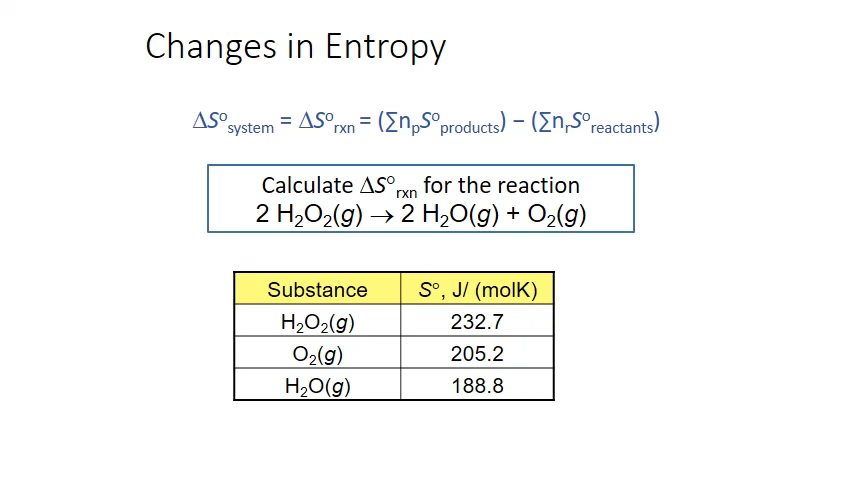 Changes in Entropy
ΔS°system = ΔS°rxn = (∑npS°products) − (∑nrS°reactants)
Calculate ΔS°rxn for the reaction
2 H2O2(g) → 2 H2O(g) + O2(g)
Substance S°, J/ (molK)
H2O2(g) 232.7
O2(g) 205.2
H2O(g) 188.8